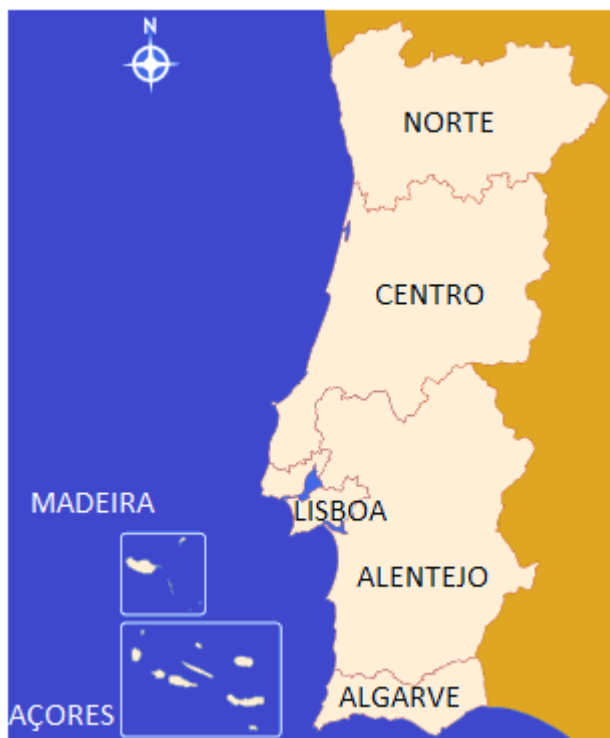 N
NORTE
CENTRO
MADEIRA
LISBOA
ALENTEJO
ALGARVE
AÇORES